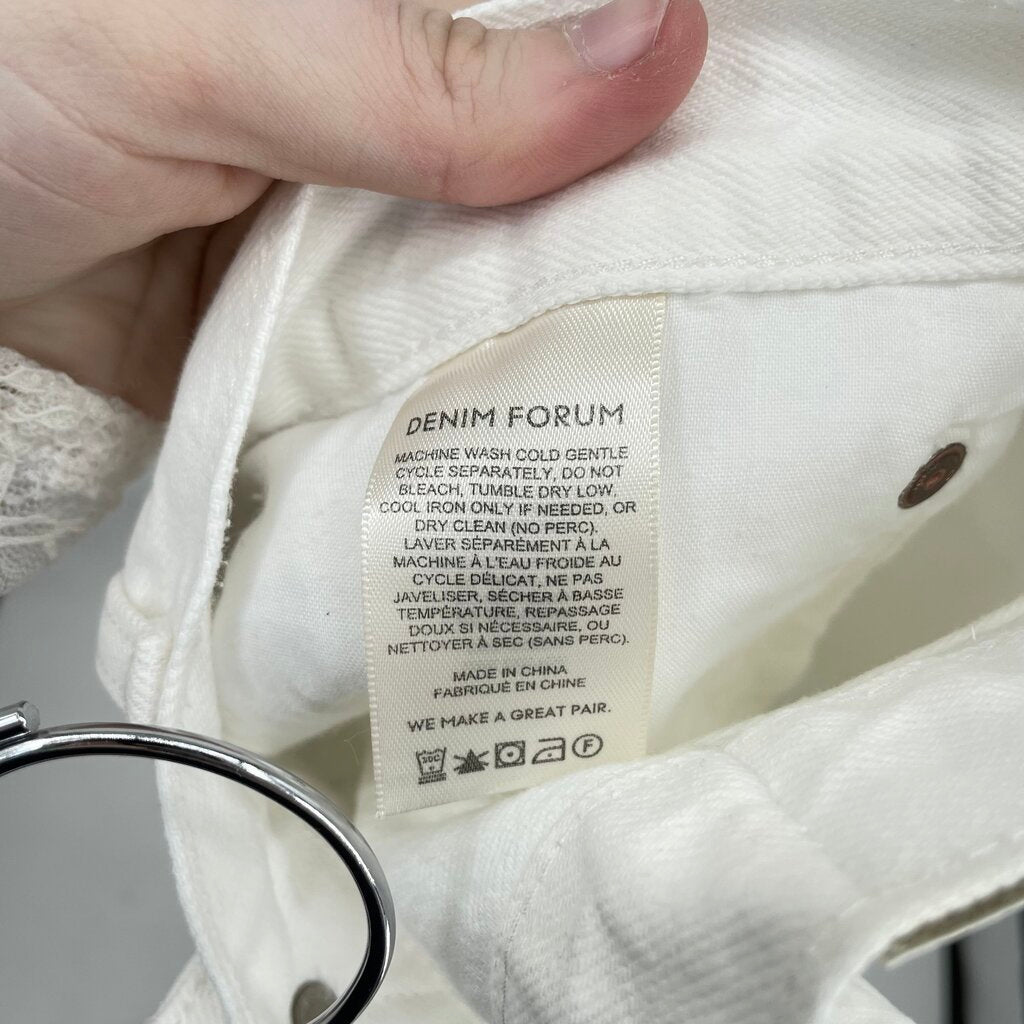 DENIM FORUM
MACHINE WASH COLD GENTLE
CYCLE SEPARATELY, DO NOT
BLEACH, TUMBLE DRY LOW,
COOL IRON ONLY IF NEEDED, OR
DRY CLEAN (NO PERC).
LAVER SÉPARÉMENT À LA
MACHINE À L'EAU FROIDE AU
CYCLE DÉLICAT, NE PAS
JAVELISER, SÉCHER À BASSE
TEMPÉRATURE, REPASSAGE
DOUX SI NÉCESSAIRE, OU
NETTOYER À SEC (SANS PERC).
MADE IN CHINA
FABRIQUÉ EN CHINE
WE MAKE A GREAT PAIR.
30C F